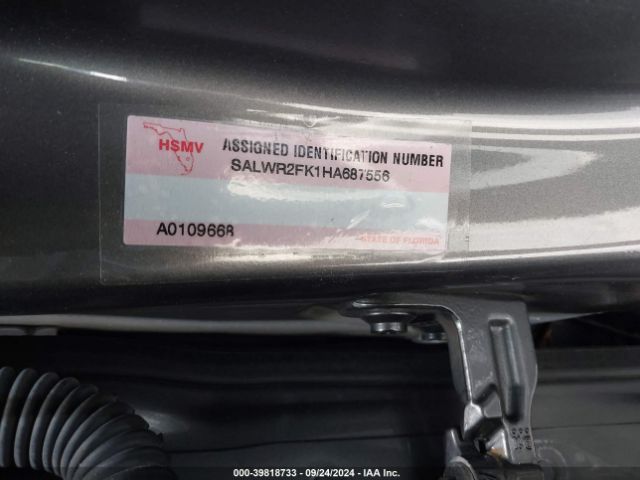 HSMV
ASSIGNED IDENTIFICATION NUMBER
SALWR2FK1HA687556
A0109668
STATE OF FLORIDA
000-39818733 - 09/24/2024 - IAA Inc.